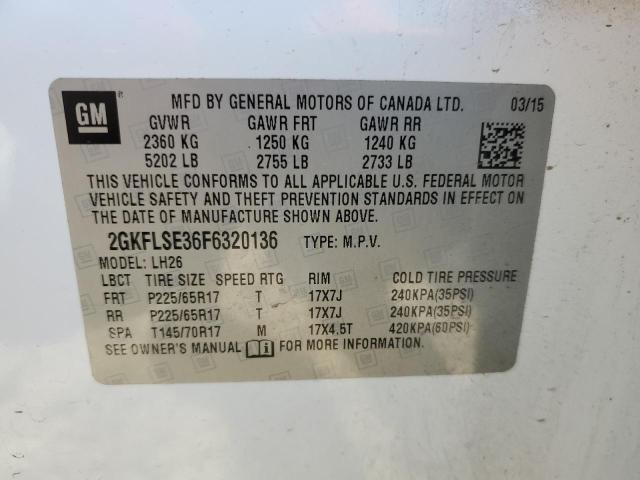 GM ®
MFD BY GENERAL MOTORS OF CANADA LTD. 03/15
GVWR GAWR FRT GAWR RR
2360 KG 1250 KG 1240 KG
5202 LB 2755 LB 2733 LB
THIS VEHICLE CONFORMS TO ALL APPLICABLE U.S. FEDERAL MOTOR
VEHICLE SAFETY AND THEFT PREVENTION STANDARDS IN EFFECT ON
THE DATE OF MANUFACTURE SHOWN ABOVE.
2GKFLSE36F6320136 TYPE: M.P.V.
MODEL: LH26
LBCT TIRE SIZE SPEED RTG RIM COLD TIRE PRESSURE
FRT P225/65R17 T 17X7J 240KPA(35PSI)
RR P225/65R17 T 17X7J 240KPA(35PSI)
SPA T145/70R17 M 17X4.5T 420KPA(60PSI)
SEE OWNER'S MANUAL FOR MORE INFORMATION.